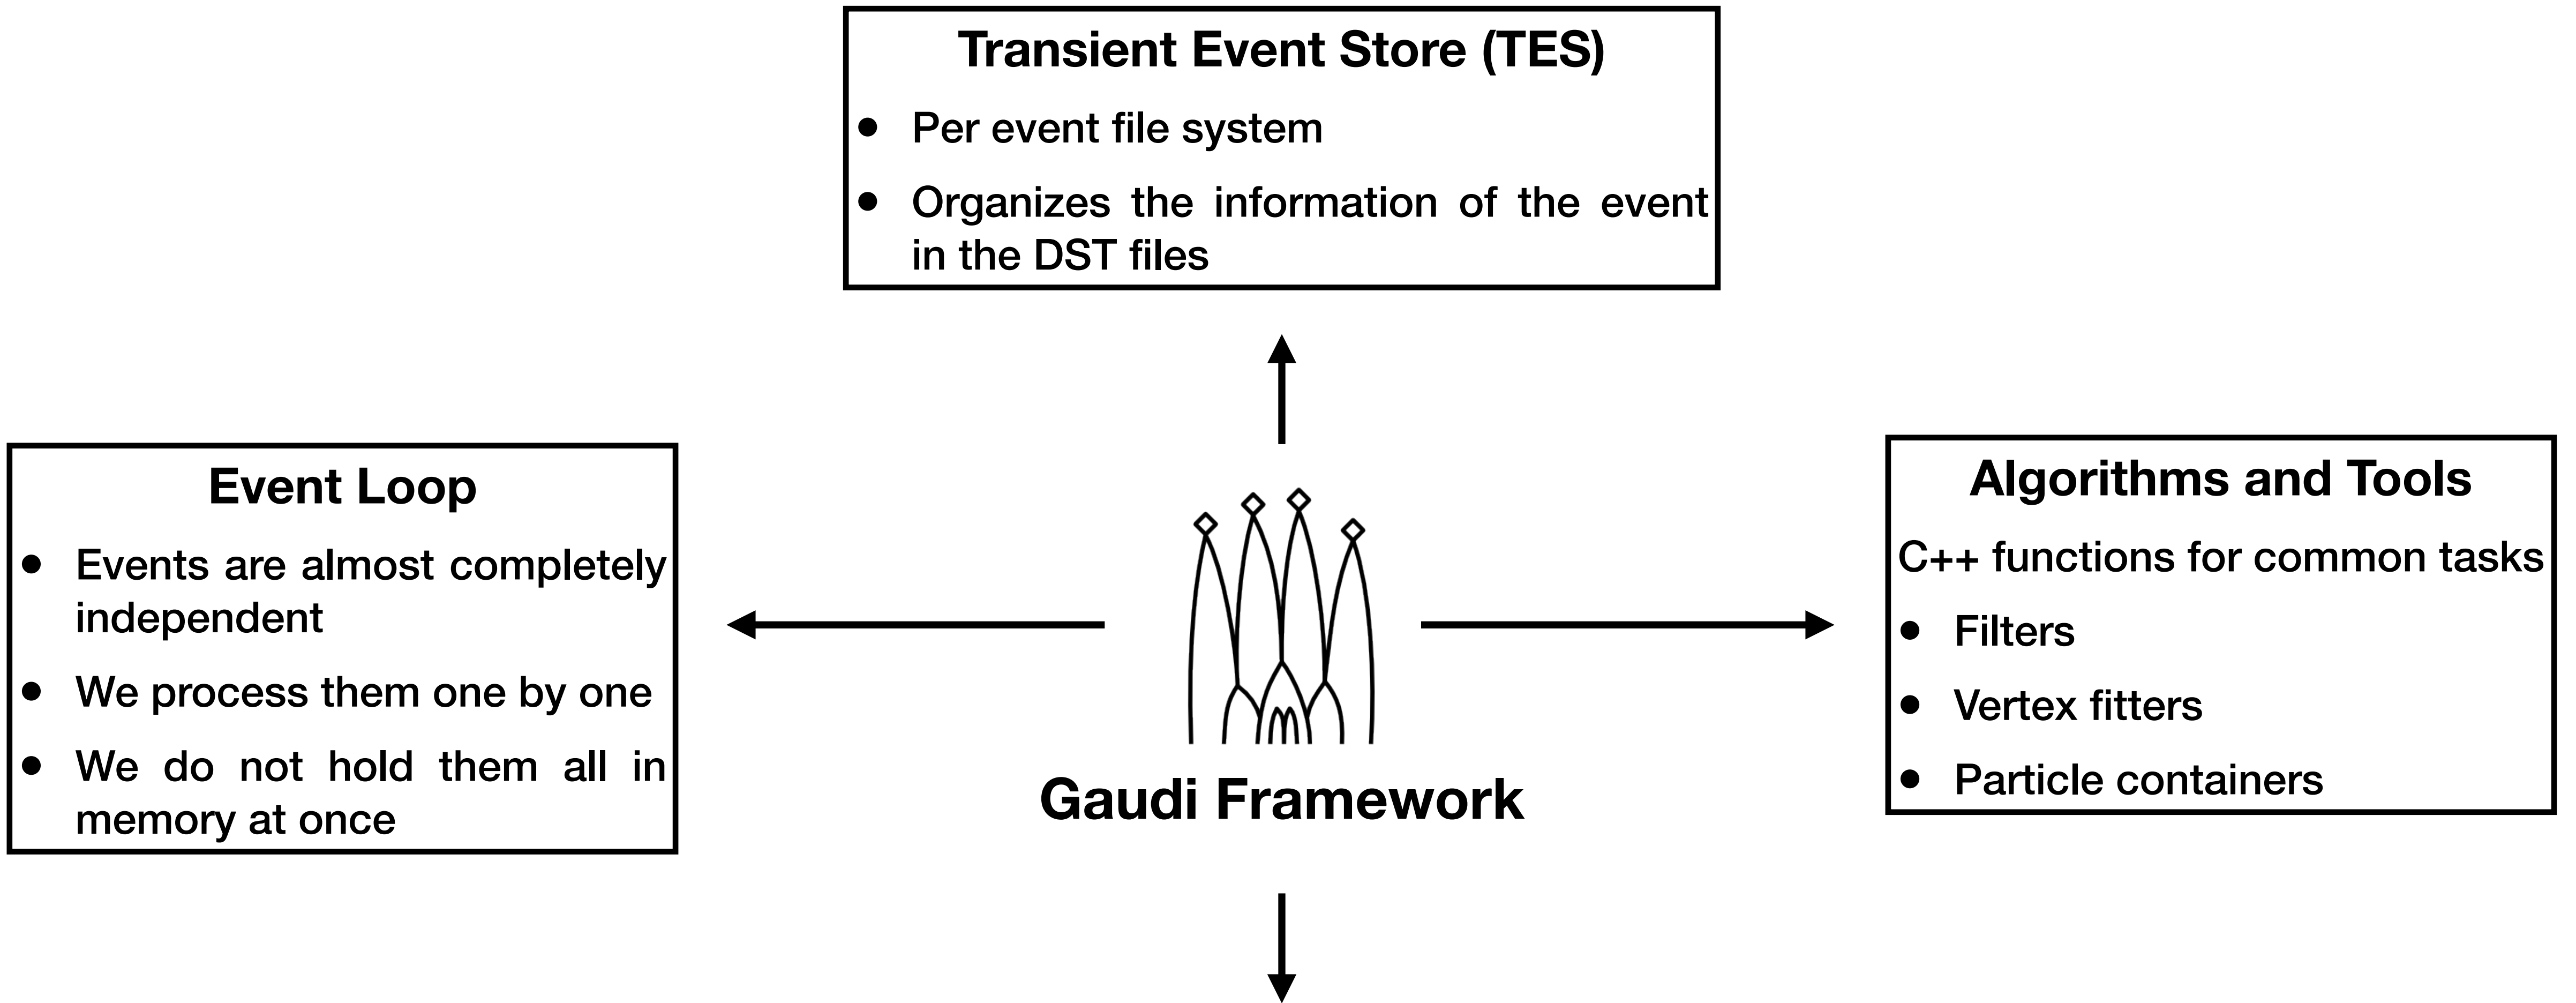 Transient Event Store (TES)
● Per event file system
● Organizes the information of the event
in the DST files
Event Loop
● Events are almost completely
independent
● We process them one by one
● We do not hold them all in
memory at once
Algorithms and Tools
C++ functions for common tasks
● Filters
● Vertex fitters
● Particle containers
Gaudi Framework